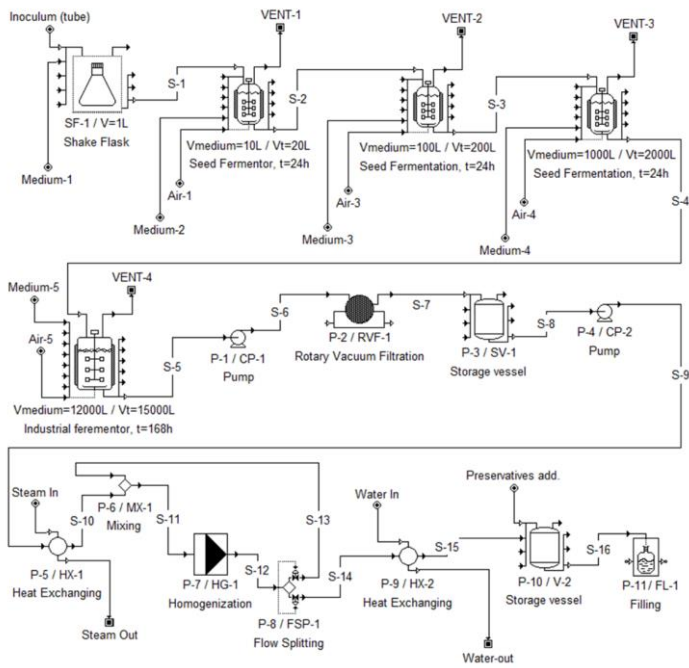 Inoculum (tube)
VENT-1
VENT-2
VENT-3
S-1
S-2
S-3
SF-1 / V=1L
Shake Flask
Vmedium=10L / Vt=20L
Seed Fermentor, t=24h
Vmedium=100L / Vt=200L
Seed Fermentation, t=24h
Vmedium=1000L / Vt=2000L
Seed Fermentation, t=24h
Medium-1
Air-1
Medium-2
Air-3
Medium-3
Air-4
Medium-4
S-4
Medium-5
VENT-4
Air-5
S-5
S-6
P-1 / CP-1
Pump
P-2 / RVF-1
Rotary Vacuum Filtration
S-7
P-3 / SV-1
Storage vessel
S-8
P-4 / CP-2
Pump
S-9
Vmedium=12000L / Vt=15000L
Industrial ferementor, t=168h
Steam In
S-10
P-6 / MX-1
Mixing
S-11
S-13
Water In
Preservatives add.
P-5 / HX-1
Heat Exchanging
P-7 / HG-1
Homogenization
S-12
S-14
P-8 / FSP-1
Flow Splitting
P-9 / HX-2
Heat Exchanging
S-15
P-10 / V-2
Storage vessel
S-16
P-11 / FL-1
Filling
Steam Out
Water-out